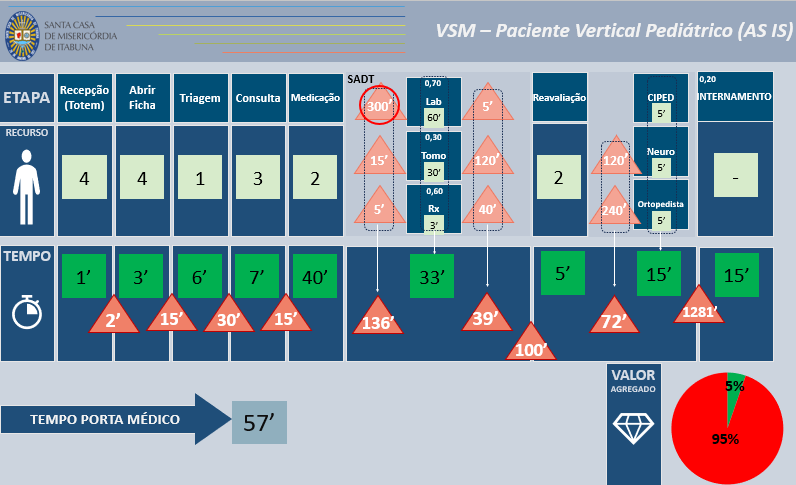 SANTA CASA
DE MISERICÓRDIA
DE ITABUNA
VSM – Paciente Vertical Pediátrico (AS IS)
ETAPA
Recepção
(Totem)
Abrir
Ficha
Triagem
Consulta
Medicação
SADT
300’
0,70
Lab
60’
5’
Reavaliação
CIPED
5’
0,20
INTERNAMENTO
RECURSO
4
4
1
3
2
15’
0,30
Tomo
30’
120’
2
120’
Neuro
5’
-
5’
0,60
Rx
3’
40’
240’
Ortopedista
5’
TEMPO
1’
3’
6’
7’
40’
33’
5’
15’
15’
2’
15’
30’
15’
136’
39’
100’
72’
1281’
TEMPO PORTA MÉDICO
57’
VALOR
AGREGADO
5%
95%